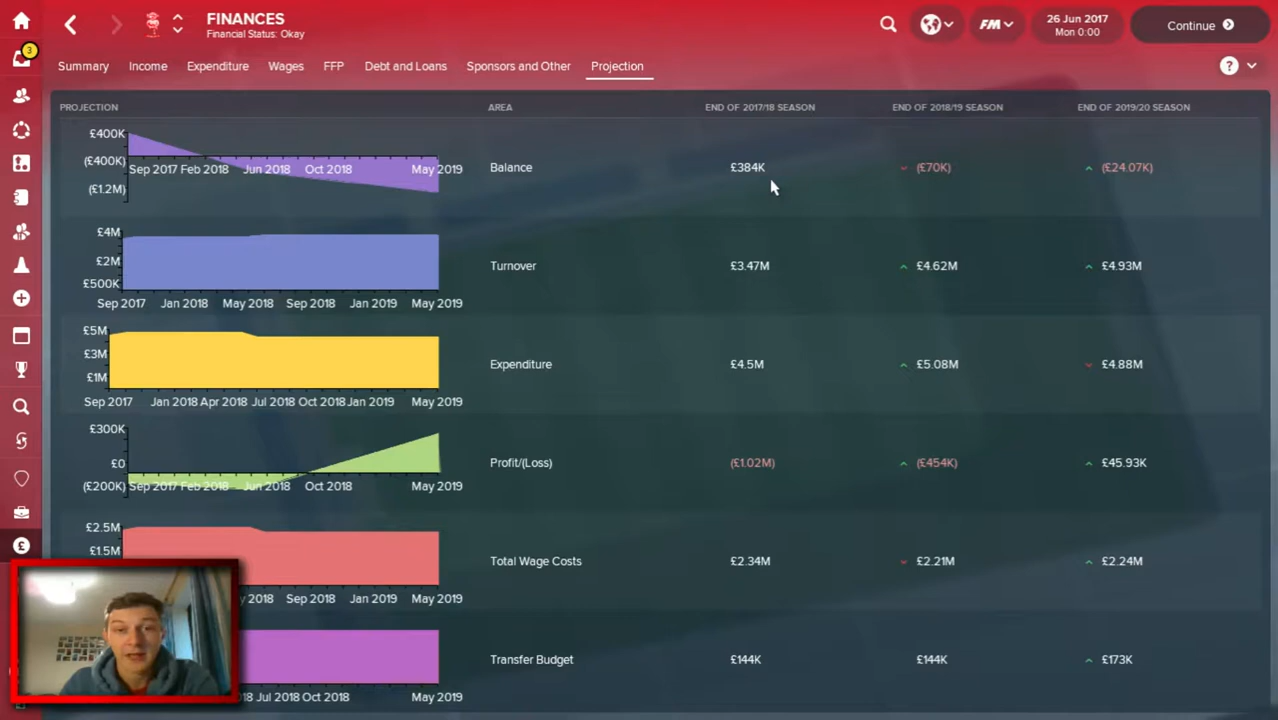 FINANCES
Financial Status: Okay
FM
26 Jun 2017
Mon 0:00
Continue
3
Summary Income Expenditure Wages FFP Debt and Loans Sponsors and Other Projection
?
PROJECTION AREA END OF 2017/18 SEASON END OF 2018/19 SEASON END OF 2019/20 SEASON
£400K
(£400K)
(£1.2M)
Sep 2017 Feb 2018 Jun 2018 Oct 2018 May 2019
Balance £384K (£70K) (£24.07K)
£4M
£2M
£500K
Sep 2017 Jan 2018 May 2018 Sep 2018 Jan 2019 May 2019
Turnover £3.47M £4.62M £4.93M
£5M
£3M
£1M
Sep 2017 Jan 2018 Apr 2018 Jul 2018 Oct 2018 Jan 2019 May 2019
Expenditure £4.5M £5.08M £4.88M
£300K
£0
(£200K)
Sep 2017 Feb 2018 Jun 2018 Oct 2018 May 2019
Profit/(Loss) (£1.02M) (£454K) £45.93K
£
£2.5M
£1.5M
2018 Sep 2018 Jan 2019 May 2019
Total Wage Costs £2.34M £2.21M £2.24M
Jul 2018 Oct 2018 May 2019
Transfer Budget £144K £144K £173K